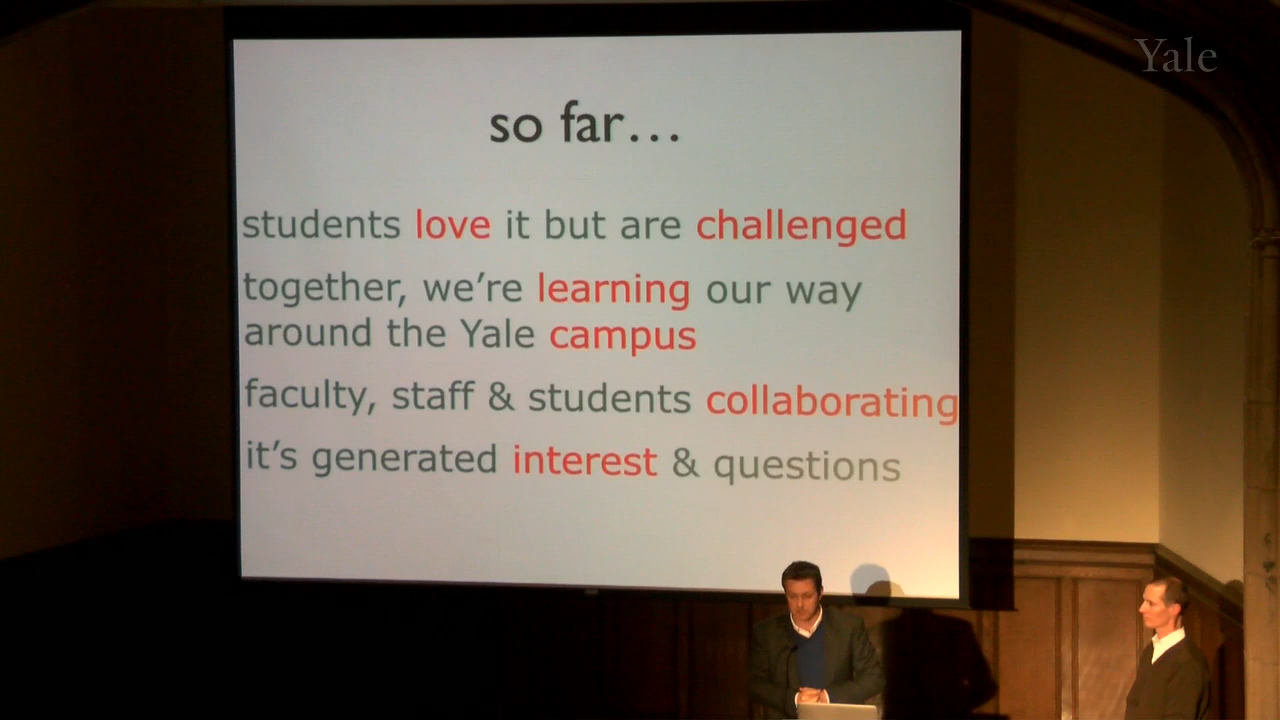 Yale
so far…
students love it but are challenged
together, we’re learning our way
around the Yale campus
faculty, staff & students collaborating
it’s generated interest & questions